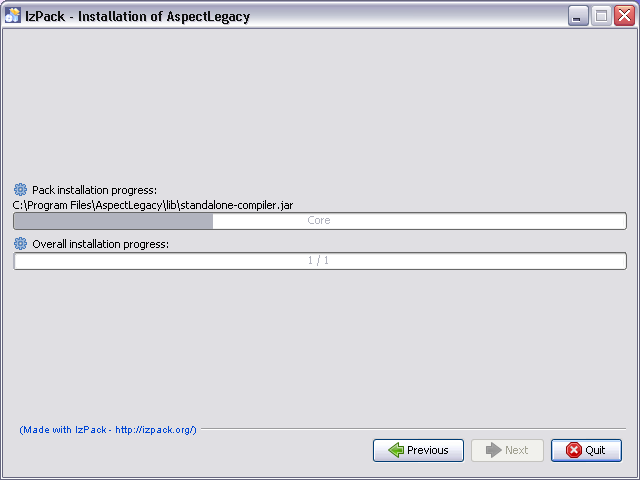 IzPack - Installation of AspectLegacy
Pack installation progress:
C:\Program Files\AspectLegacy\lib\standalone-compiler.jar
Core
Overall installation progress:
1 / 1
(Made with IzPack - http://izpack.org/)
Previous
Next
Quit